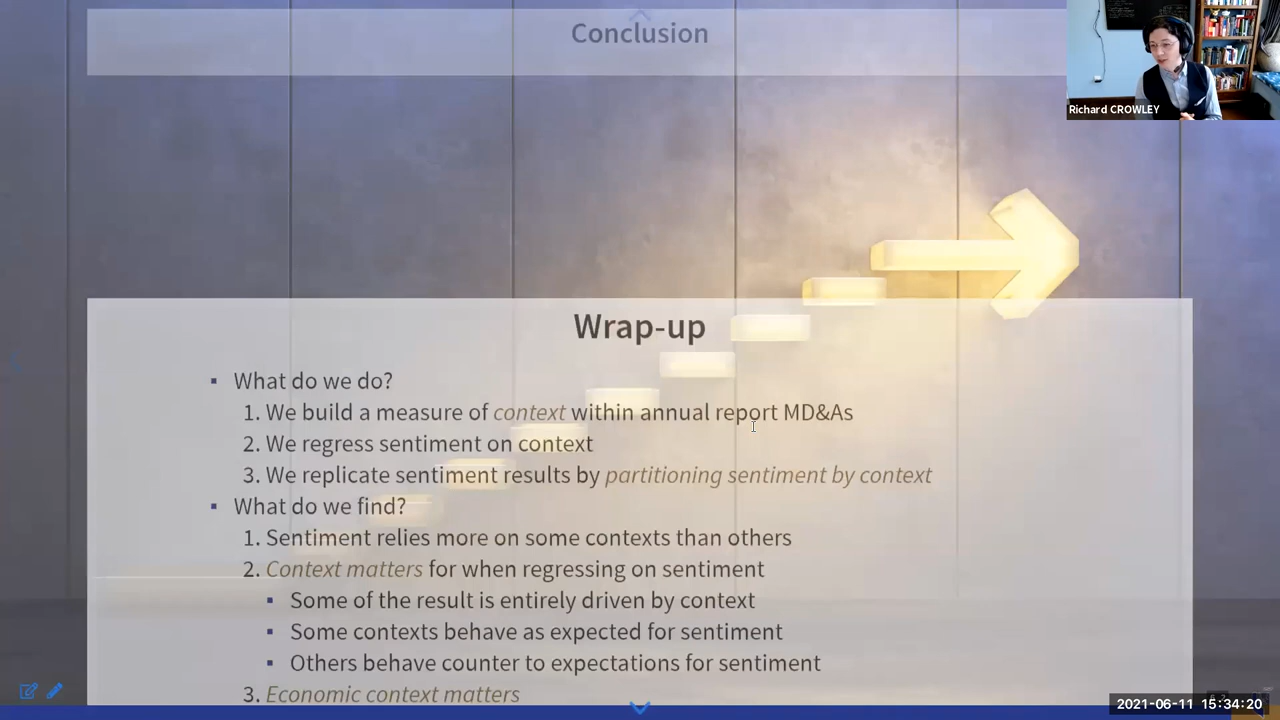 Conclusion
Richard CROWLEY
Wrap-up
▪ What do we do?
1. We build a measure of context within annual report MD&As
2. We regress sentiment on context
3. We replicate sentiment results by partitioning sentiment by context
▪ What do we find?
1. Sentiment relies more on some contexts than others
2. Context matters for when regressing on sentiment
▪ Some of the result is entirely driven by context
▪ Some contexts behave as expected for sentiment
▪ Others behave counter to expectations for sentiment
3. Economic context matters
2021-06-11 15:34:20